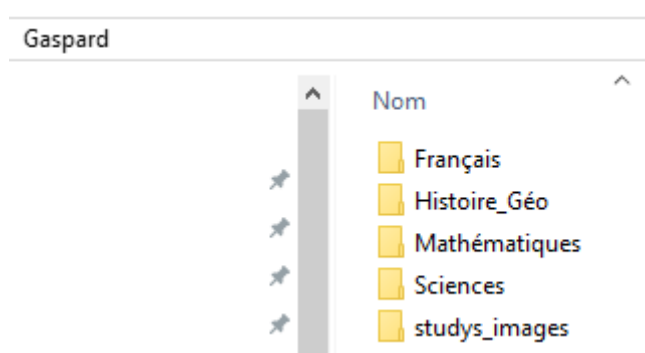 Gaspard
Nom
Français
Histoire_Géo
Mathématiques
Sciences
studys_images